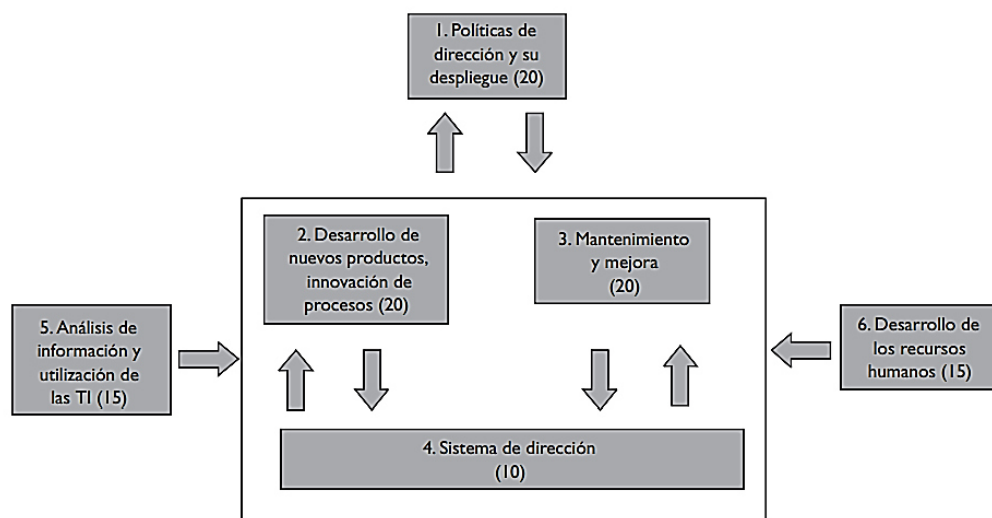 1. Políticas de
dirección y su
despliegue (20)
2. Desarrollo de
nuevos productos,
innovación de
procesos (20)
3. Mantenimiento
y mejora
(20)
5. Análisis de
información y
utilización de
las TI (15)
6. Desarrollo de
los recursos
humanos (15)
4. Sistema de dirección
(10)